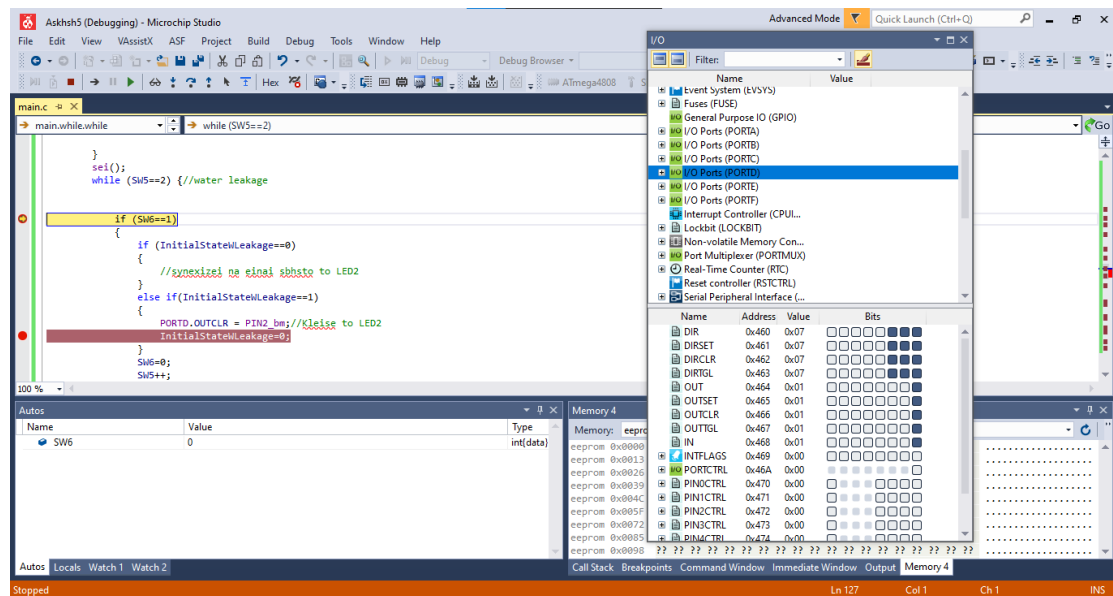 Askhsh5 (Debugging) - Microchip Studio
Advanced Mode
Quick Launch (Ctrl+Q)
File Edit View VAssistX ASF Project Build Debug Tools Window Help
Debug
Debug Browser
Hex
ATmega4808
main.c
main.while.while
while (SW5==2)
Go
}
sei();
while (SW5==2) {//water leakage
if (SW6==1)
{
if (InitialStateWLeakage==0)
{
//synexizei na einai sbhsto to LED2
}
else if(InitialStateWLeakage==1)
{
PORTD.OUTCLR = PIN2_bm;//Kleise to LED2
InitialStateWLeakage=0;
}
SW6=0;
SW5++;
100 %
I/O
Filter:
Name Value
Event System (EVSYS)
Fuses (FUSE)
I/O General Purpose IO (GPIO)
I/O I/O Ports (PORTA)
I/O I/O Ports (PORTB)
I/O I/O Ports (PORTC)
I/O I/O Ports (PORTD)
I/O I/O Ports (PORTE)
I/O I/O Ports (PORTF)
Interrupt Controller (CPUI...
Lockbit (LOCKBIT)
Non-volatile Memory Con...
I/O Port Multiplexer (PORTMUX)
Real-Time Counter (RTC)
Reset controller (RSTCTRL)
Serial Peripheral Interface (...
Name Address Value Bits
DIR 0x460 0x07
DIRSET 0x461 0x07
DIRCLR 0x462 0x07
DIRTGL 0x463 0x07
OUT 0x464 0x01
OUTSET 0x465 0x01
OUTCLR 0x466 0x01
OUTTGL 0x467 0x01
IN 0x468 0x01
INTFLAGS 0x469 0x00
I/O PORTCTRL 0x46A 0x00
PIN0CTRL 0x470 0x00
PIN1CTRL 0x471 0x00
PIN2CTRL 0x472 0x00
PIN3CTRL 0x473 0x00
PIN4CTRL 0x474 0x00
Autos
Name Value Type
SW6 0 int{data}
Autos Locals Watch 1 Watch 2
Memory 4
Memory: eepro
eeprom 0x0000 ..................
eeprom 0x0013 ..................
eeprom 0x0026 ..................
eeprom 0x0039 ..................
eeprom 0x004C ..................
eeprom 0x005F ..................
eeprom 0x0072 ..................
eeprom 0x0085 ..................
eeprom 0x0098 ?? ?? ?? ?? ?? ?? ?? ?? ?? ?? ?? ?? ?? ?? ?? ?? ?? ?? ?? ..................
Call Stack Breakpoints Command Window Immediate Window Output Memory 4
Stopped
Ln 127 Col 1 Ch 1 INS